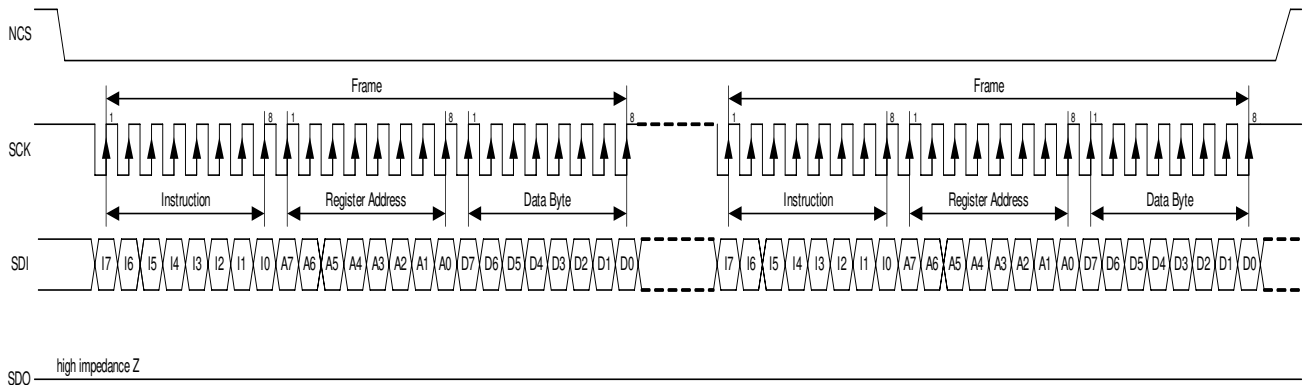 NCS
Frame Frame
1 8 1 8 1 8 1 8 1 8 1 8
SCK
Instruction Register Address Data Byte Instruction Register Address Data Byte
SDI I7 I6 I5 I4 I3 I2 I1 I0 A7 A6 A5 A4 A3 A2 A1 A0 D7 D6 D5 D4 D3 D2 D1 D0 I7 I6 I5 I4 I3 I2 I1 I0 A7 A6 A5 A4 A3 A2 A1 A0 D7 D6 D5 D4 D3 D2 D1 D0
high impedance Z
SDO